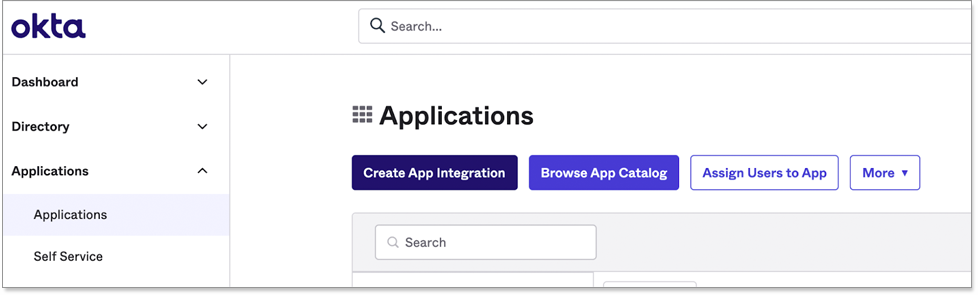 okta
Search...
Dashboard
Directory
Applications
Applications
Self Service
Applications
Create App Integration
Browse App Catalog
Assign Users to App
More
Search